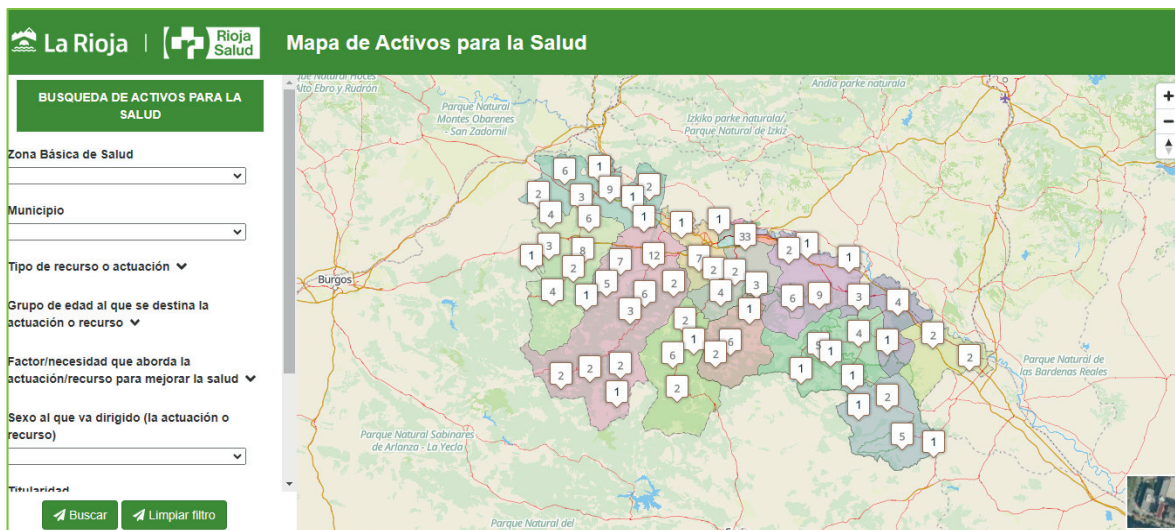 La Rioja
Rioja
Salud
Mapa de Activos para la Salud
BUSQUEDA DE ACTIVOS PARA LA
SALUD
Zona Básica de Salud
Municipio
Tipo de recurso o actuación
Grupo de edad al que se destina la
actuación o recurso
Factor/necesidad que aborda la
actuación/recurso para mejorar la salud
Sexo al que va dirigido (la actuación o
recurso)
Titularidad
Buscar
Limpiar filtro
Alto Ebro y Rudrón
Parque Natural
Montes Obarenes
- San Zadornil
Izkiko parke naturala/
Parque Natural de Izkiz
Andia parke naturala
Burgos
Parque Natural Sabinares
de Arlanza - La Yecla
Parque Natural de
las Bardenas Reales
Parque Natural del
+
−
6
1
2
3
9
1
2
4
6
1
1
1
33
1
3
8
2
7
12
7
2
2
2
1
1
4
1
5
6
3
2
4
3
1
6
9
3
4
2
1
6
2
6
2
5
1
4
1
2
2
2
2
2
1
2
1
1
1
2
5
1